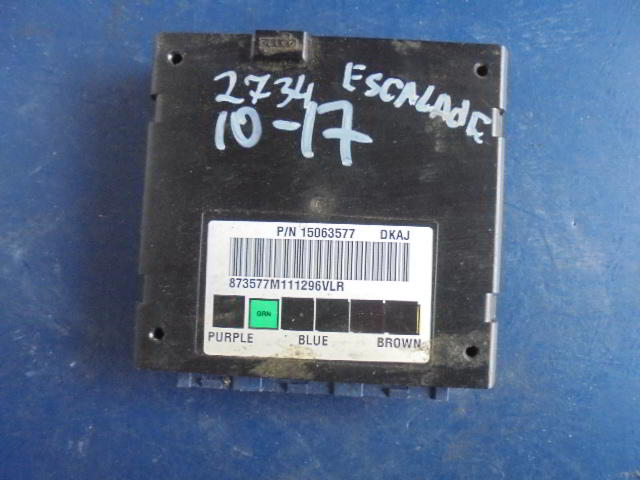 2734 ESCALADE
10-17
P/N 15063577 DKAJ
873577M111296VLR
GRN
PURPLE BLUE BROWN